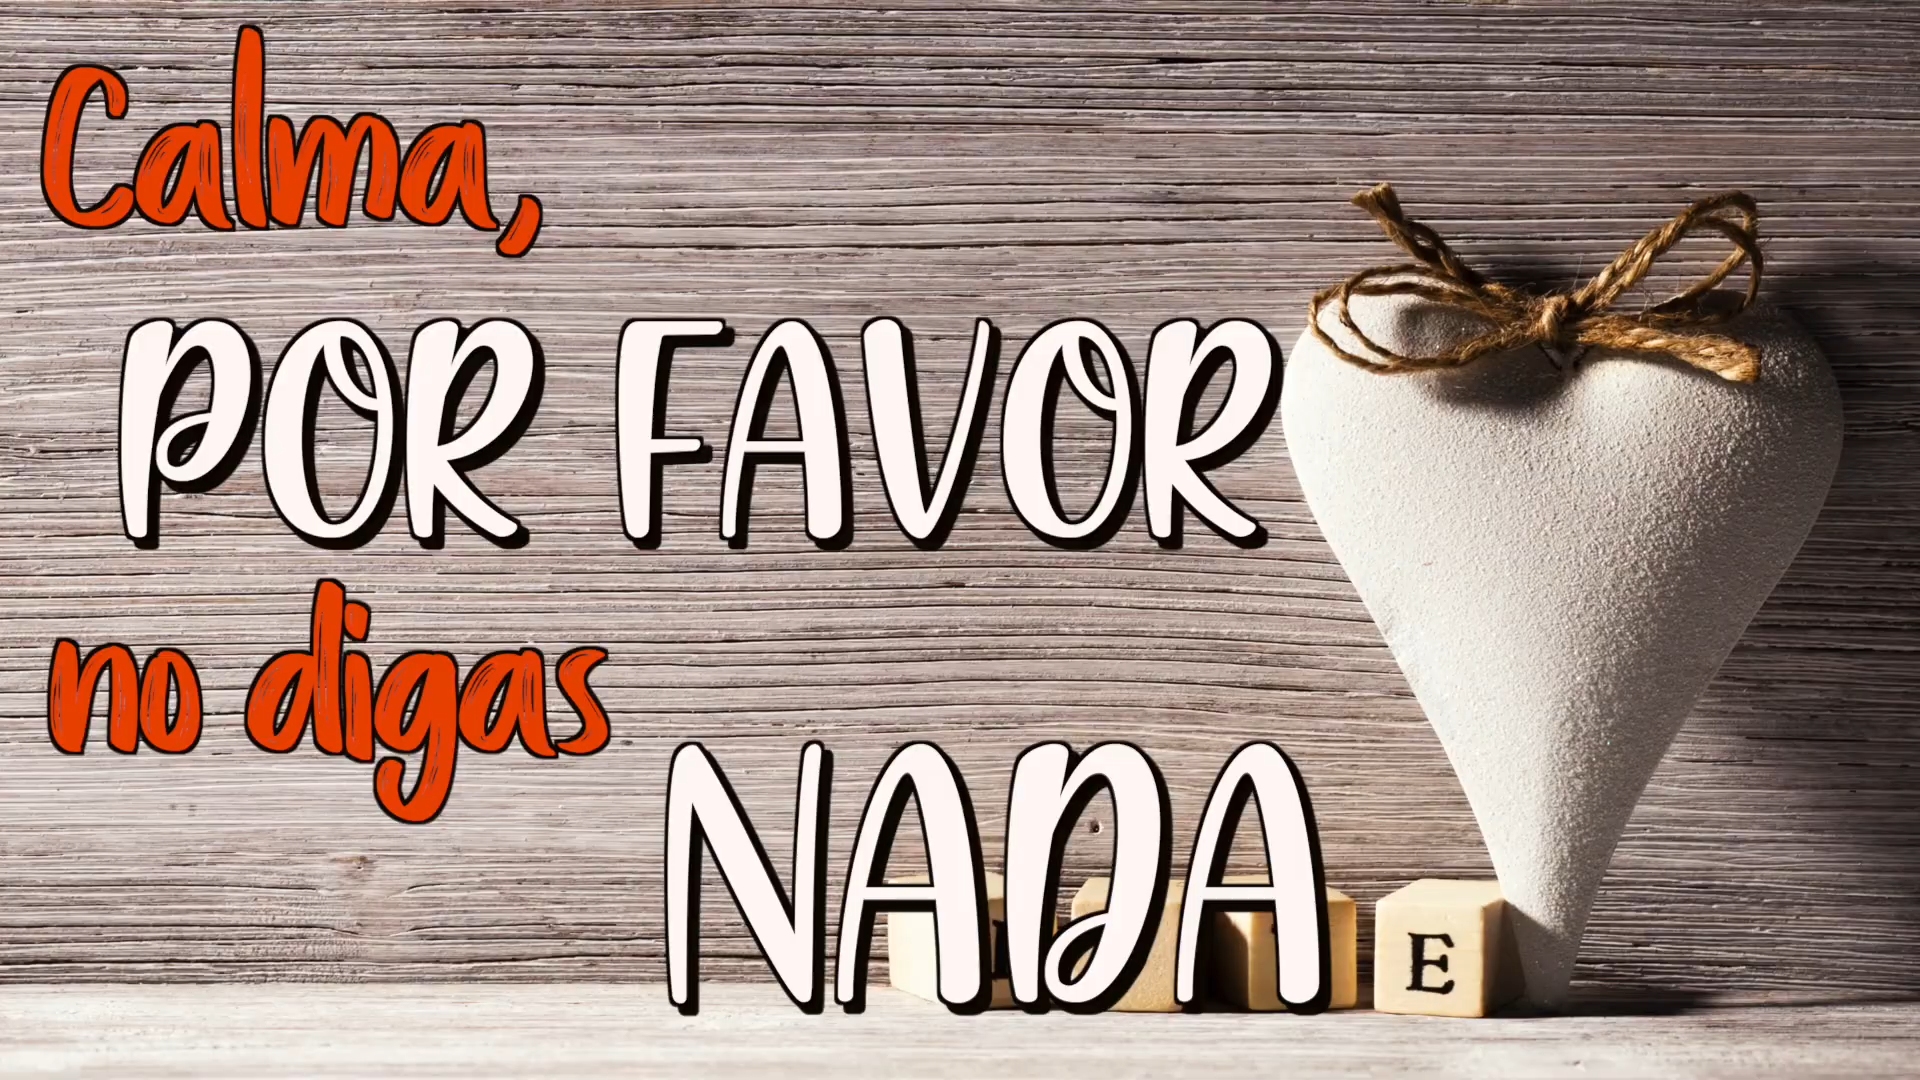 Calma,
POR FAVOR
no digas
NADA
E